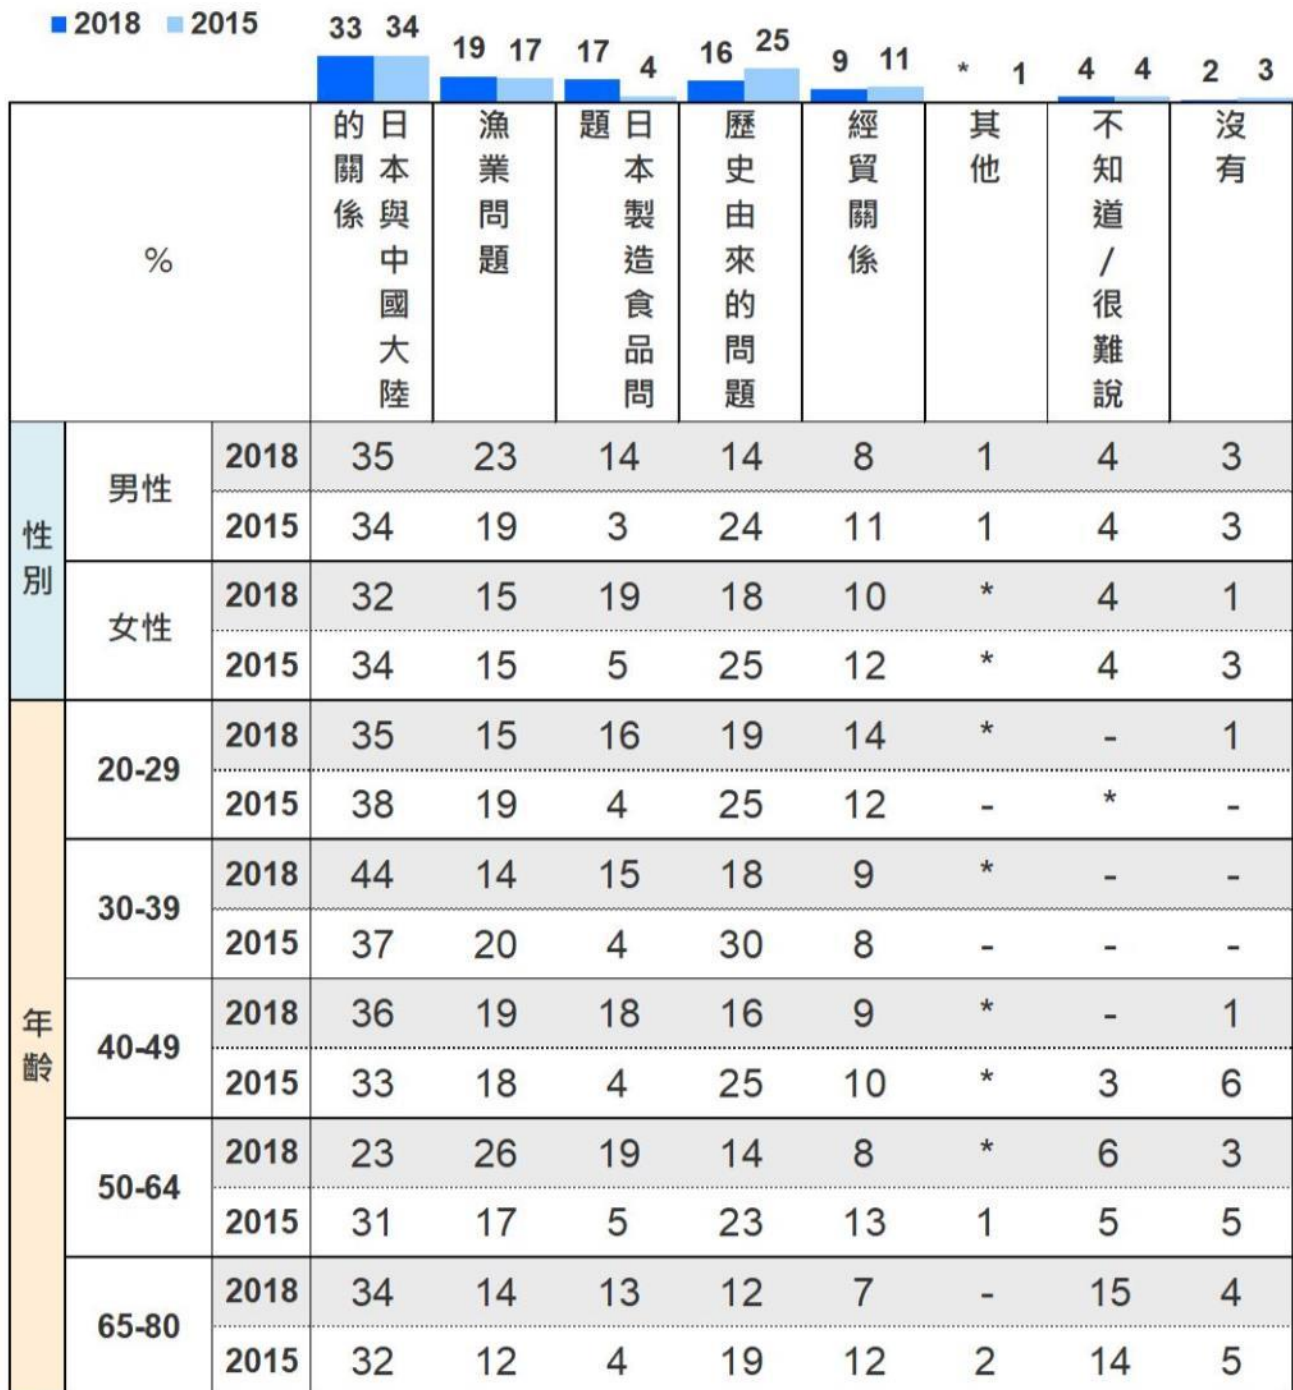 2018 2015
33 34 19 17 17 4 16 25 9 11 * 1 4 4 2 3
%
日本與中國大陸
的關係
漁業問題
日本製造食品問
題
歷史由來的問題
經貿關係
其他
不知道/很難說
沒有
性別
男性
2018 35 23 14 14 8 1 4 3
2015 34 19 3 24 11 1 4 3
女性
2018 32 15 19 18 10 * 4 1
2015 34 15 5 25 12 * 4 3
年齡
20-29
2018 35 15 16 19 14 * - 1
2015 38 19 4 25 12 - * -
30-39
2018 44 14 15 18 9 * - -
2015 37 20 4 30 8 - - -
40-49
2018 36 19 18 16 9 * - 1
2015 33 18 4 25 10 * 3 6
50-64
2018 23 26 19 14 8 * 6 3
2015 31 17 5 23 13 1 5 5
65-80
2018 34 14 13 12 7 - 15 4
2015 32 12 4 19 12 2 14 5